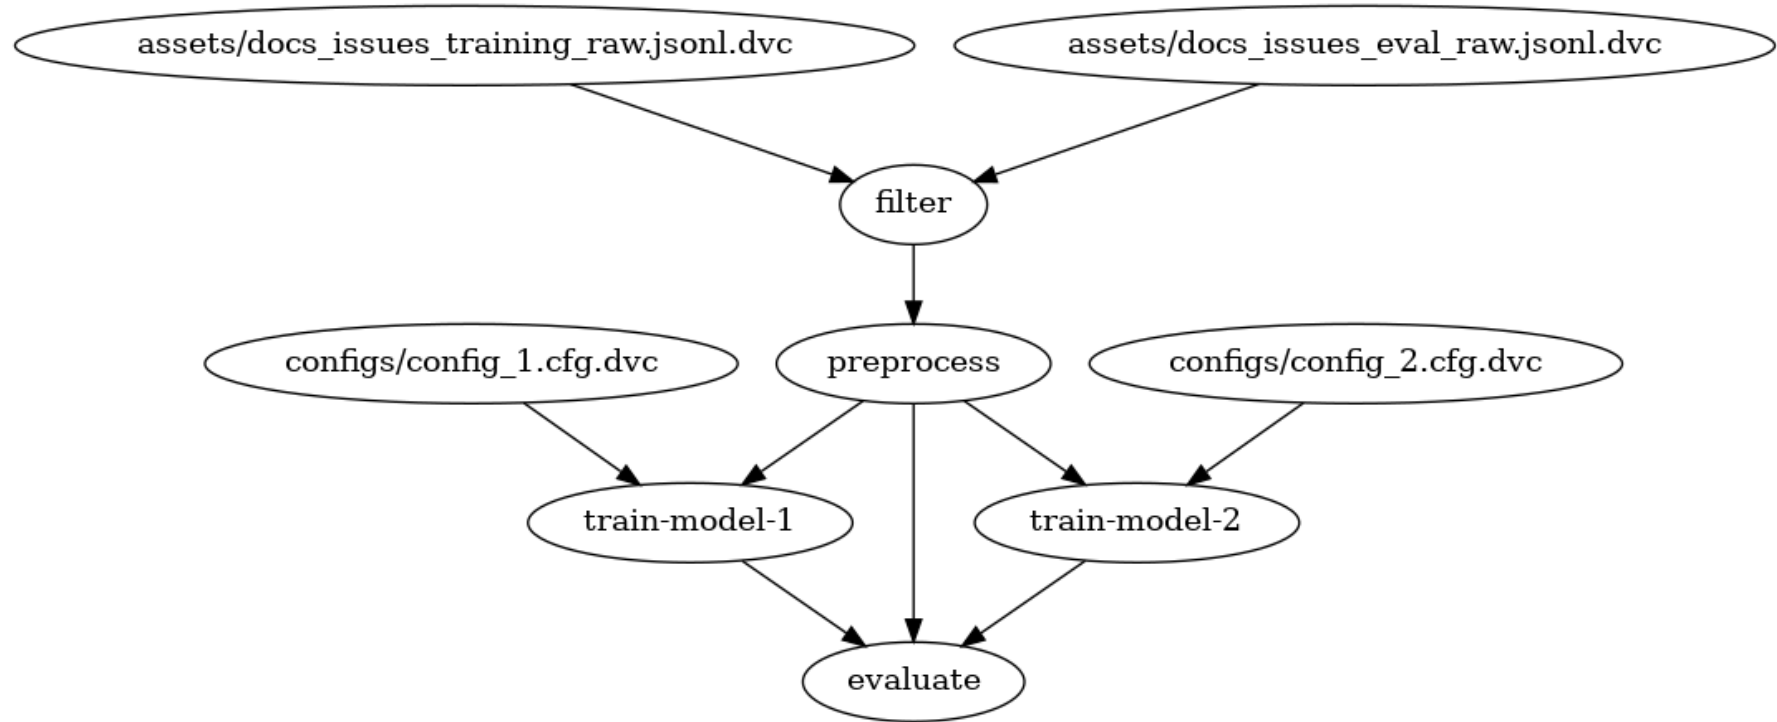 assets/docs_issues_training_raw.jsonl.dvc
assets/docs_issues_eval_raw.jsonl.dvc
filter
configs/config_1.cfg.dvc
preprocess
configs/config_2.cfg.dvc
train-model-1
train-model-2
evaluate